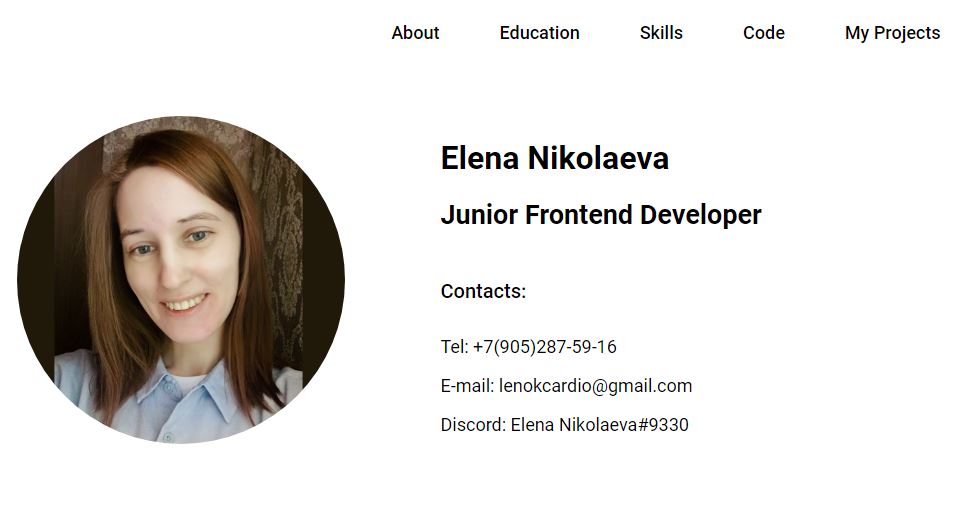 About Education Skills Code My Projects
Elena Nikolaeva
Junior Frontend Developer
Contacts:
Tel: +7(905)287-59-16
E-mail: lenokcardio@gmail.com
Discord: Elena Nikolaeva#9330